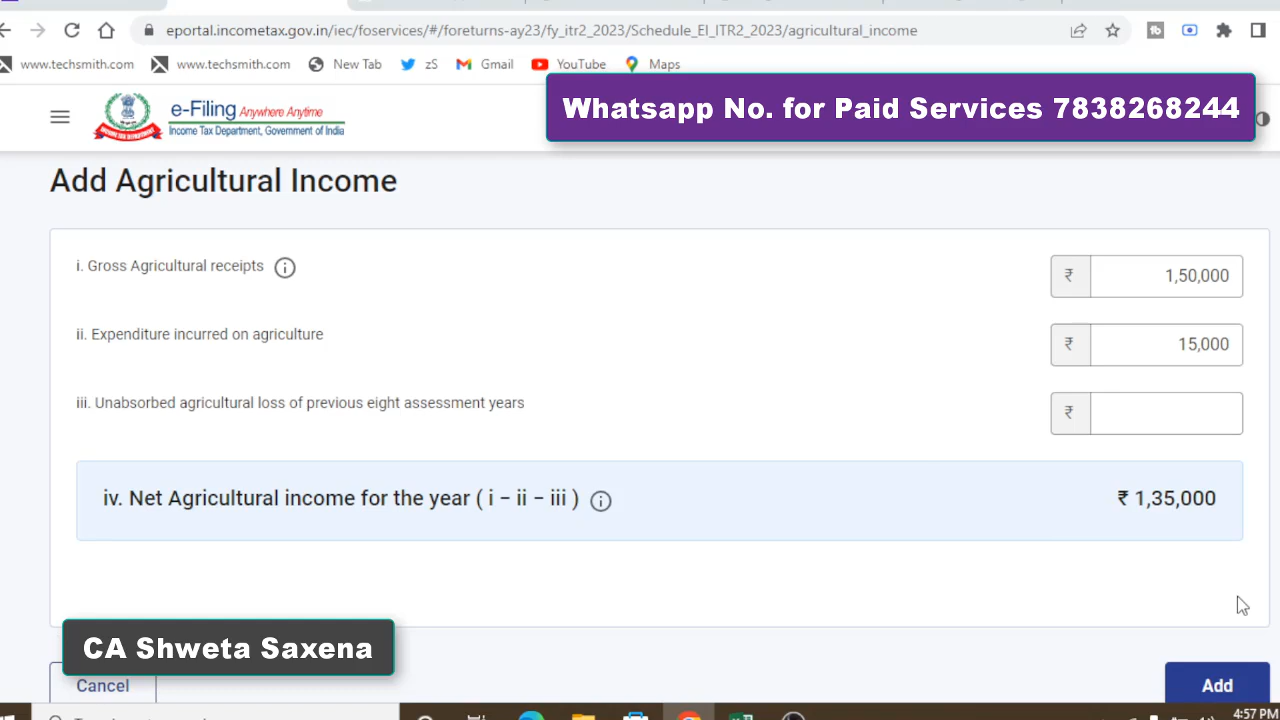 eportal.incometax.gov.in/iec/foservices/#/foreturns-ay23/fy_itr2_2023/Schedule_EI_ITR2_2023/agricultural_income
www.techsmith.com www.techsmith.com New Tab zS Gmail YouTube Maps
Whatsapp No. for Paid Services 7838268244
e-Filing Anywhere Anytime
Income Tax Department, Government of India
Add Agricultural Income
i. Gross Agricultural receipts ₹ 1,50,000
ii. Expenditure incurred on agriculture ₹ 15,000
iii. Unabsorbed agricultural loss of previous eight assessment years ₹
iv. Net Agricultural income for the year ( i - ii - iii ) ₹ 1,35,000
CA Shweta Saxena
Cancel Add
4:57 PM